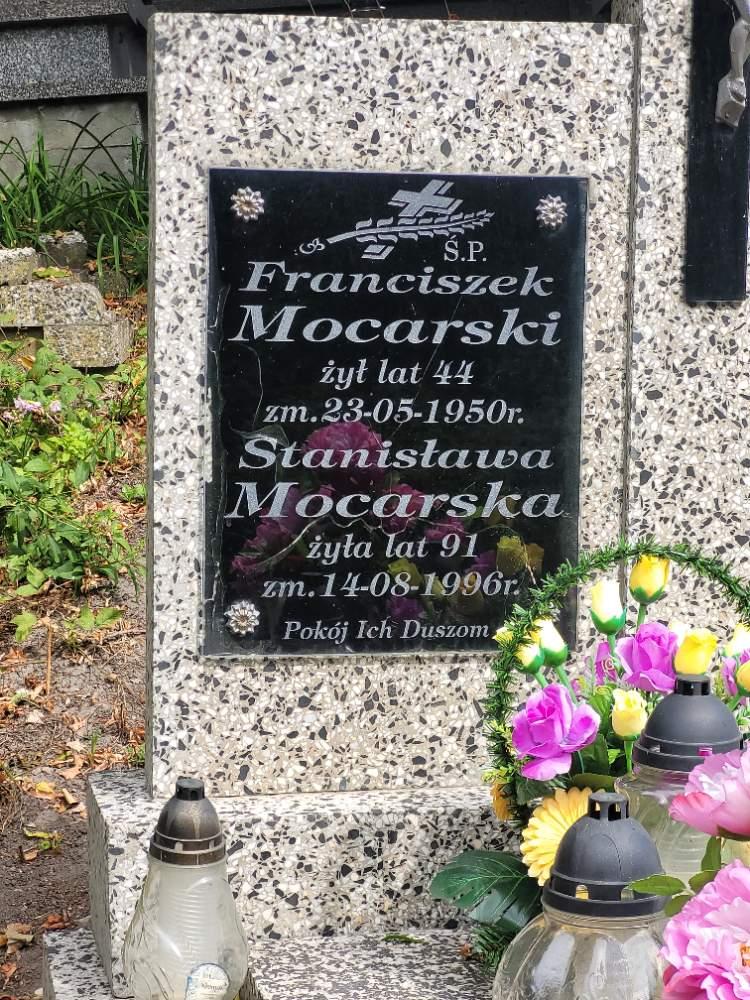 Ś.P.
Franciszek
Mocarski
żył lat 44
zm.23-05-1950r.
Stanisława
Mocarska
żyła lat 91
zm.14-08-1996r.
Pokój Ich Duszom